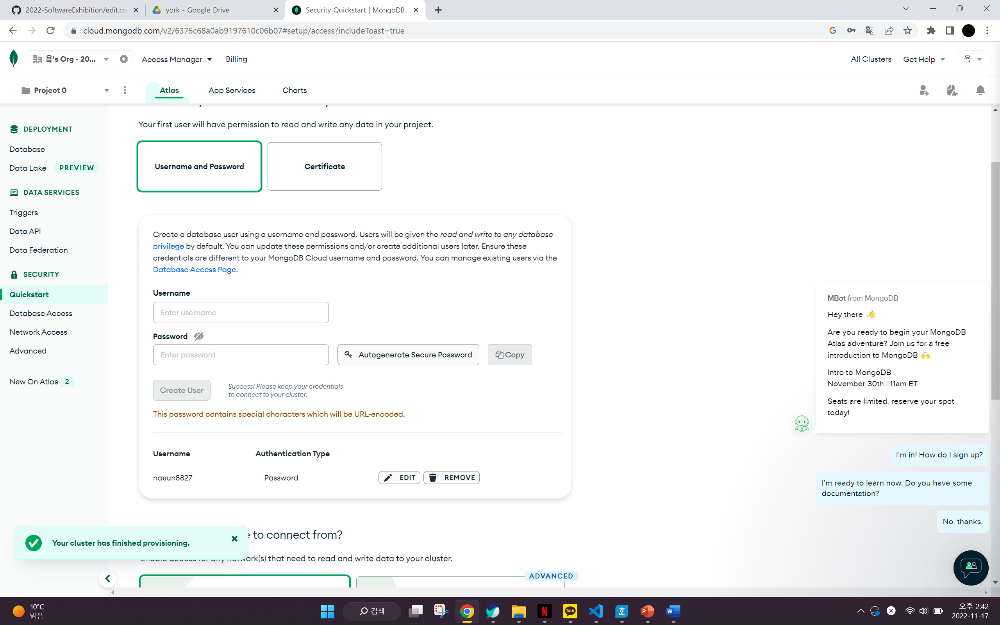 2022-SoftwareExhibition/edit.css
york - Google Drive
Security Quickstart | MongoDB
cloud.mongodb.com/v2/6375c68a0ab9197610c06b07#setup/access?includeToast=true
욬's Org - 20...
Access Manager
Billing
All Clusters
Get Help
욬
Project 0
Atlas
App Services
Charts
DEPLOYMENT
Database
Data Lake PREVIEW
DATA SERVICES
Triggers
Data API
Data Federation
SECURITY
Quickstart
Database Access
Network Access
Advanced
New On Atlas 2
Your first user will have permission to read and write any data in your project.
Username and Password
Certificate
Create a database user using a username and password. Users will be given the read and write to any database
privilege by default. You can update these permissions and/or create additional users later. Ensure these
credentials are different to your MongoDB Cloud username and password. You can manage existing users via the
Database Access Page.
Username
Enter username
Password
Enter password
Autogenerate Secure Password
Copy
Create User
Success! Please keep your credentials
to connect to your cluster.
This password contains special characters which will be URL-encoded.
Username Authentication Type
naeun8827 Password EDIT REMOVE
to connect from?
Your cluster has finished provisioning.
network(s) that need to read and write data to your cluster.
ADVANCED
MBot from MongoDB
Hey there 👋
Are you ready to begin your MongoDB
Atlas adventure? Join us for a free
introduction to MongoDB 🙌
Intro to MongoDB
November 30th | 11am ET
Seats are limited, reserve your spot
today!
I'm in! How do I sign up?
I'm ready to learn now. Do you have some
documentation?
No, thanks.
10°C
맑음
검색
TALK
오후 2:42
2022-11-17